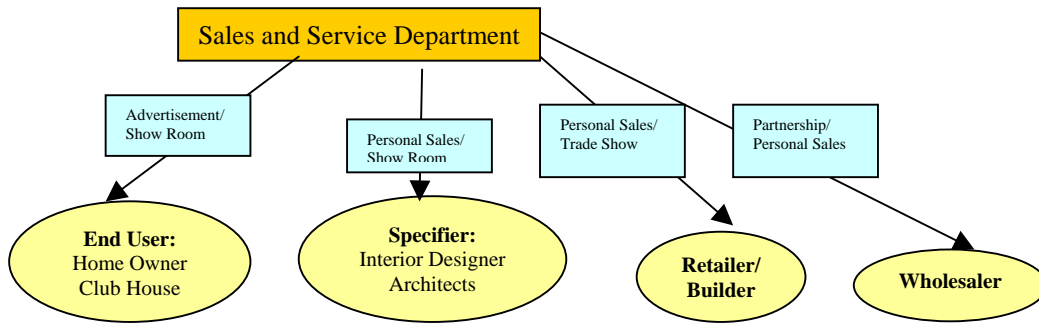 Sales and Service Department
Advertisement/
Show Room
Personal Sales/
Show Room
Personal Sales/
Trade Show
Partnership/
Personal Sales
End User:
Home Owner
Club House
Specifier:
Interior Designer
Architects
Retailer/
Builder
Wholesaler